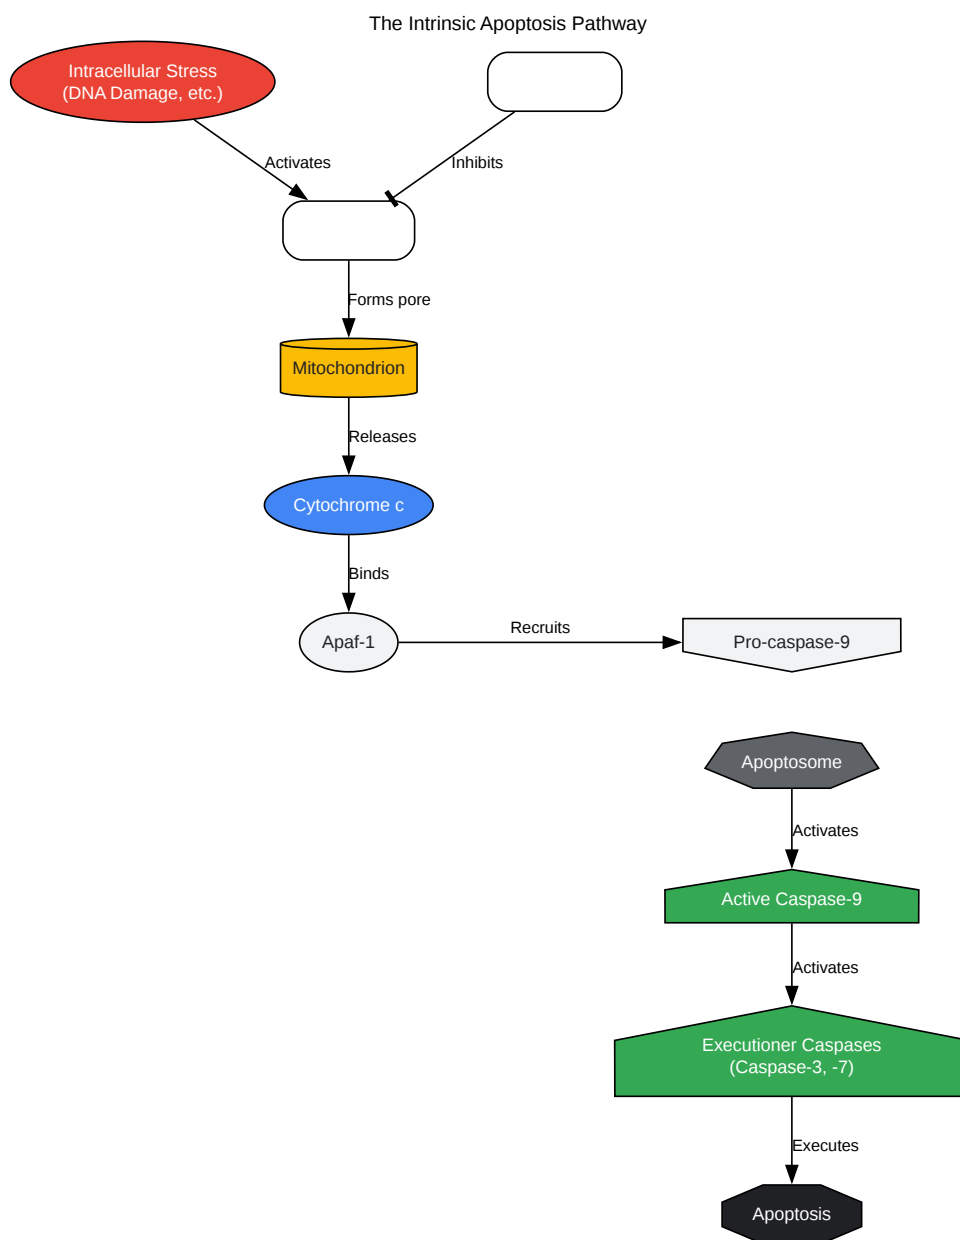 The Intrinsic Apoptosis Pathway
Intracellular Stress
(DNA Damage, etc.)
Activates
Inhibits
Forms pore
Mitochondrion
Releases
Cytochrome c
Binds
Apaf-1
Recruits
Pro-caspase-9
Apoptosome
Activates
Active Caspase-9
Activates
Executioner Caspases
(Caspase-3, -7)
Executes
Apoptosis